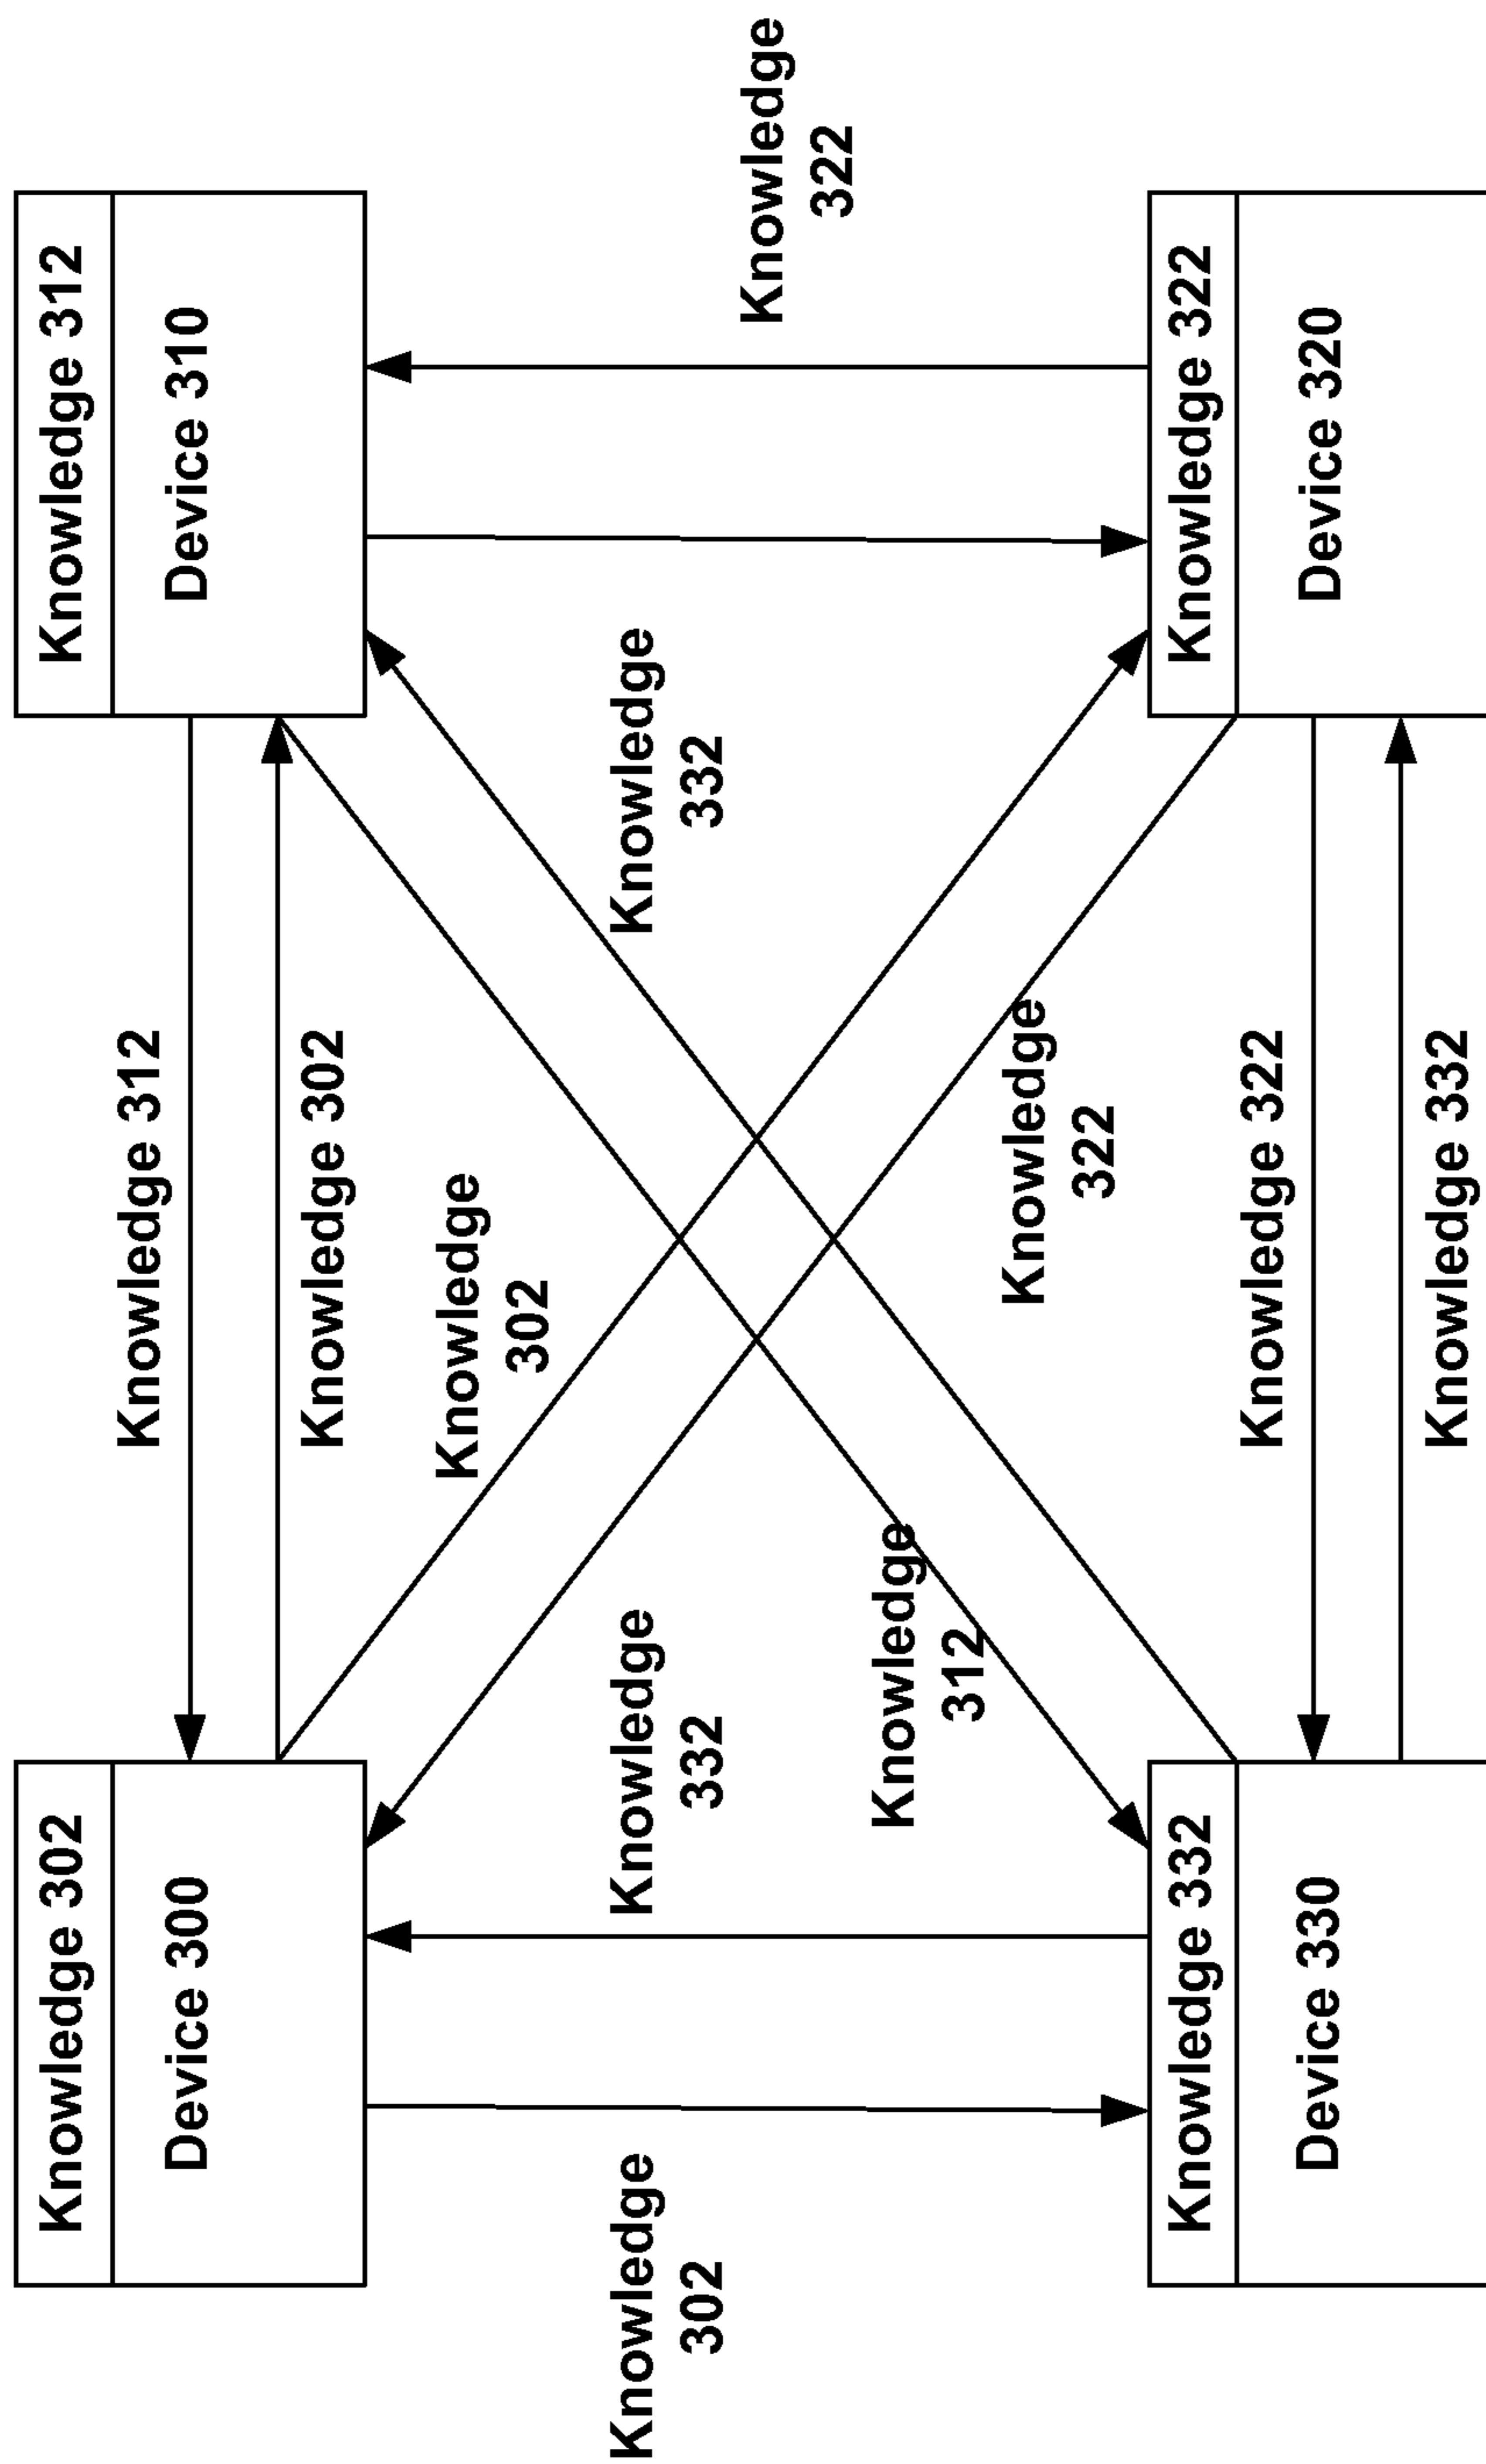 Knowledge 302
Knowledge 312
Device 300
Device 310
Knowledge 312
Knowledge 302
Knowledge
302
Knowledge
302
Knowledge
332
Knowledge
332
Knowledge
322
Knowledge
312
Knowledge
322
Knowledge 332
Knowledge 322
Device 330
Device 320
Knowledge 322
Knowledge 332